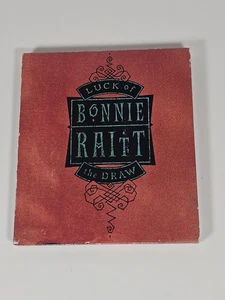 LUCK of
BONNIE
RAITT
the DRAW